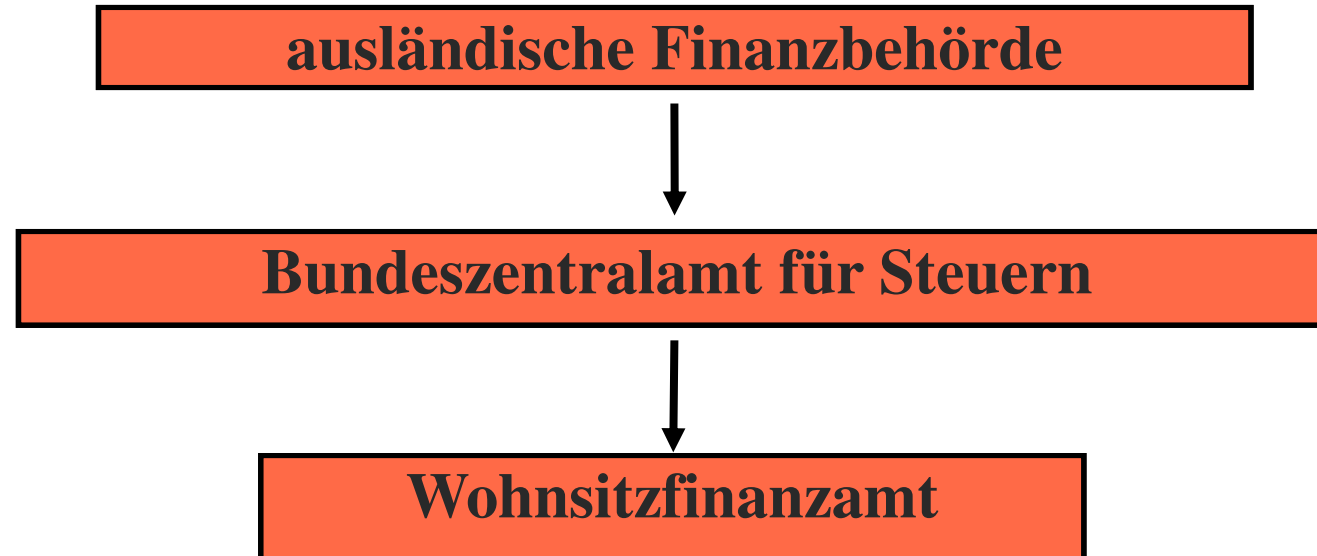 ausländische Finanzbehörde
Bundeszentralamt für Steuern
Wohnsitzfinanzamt